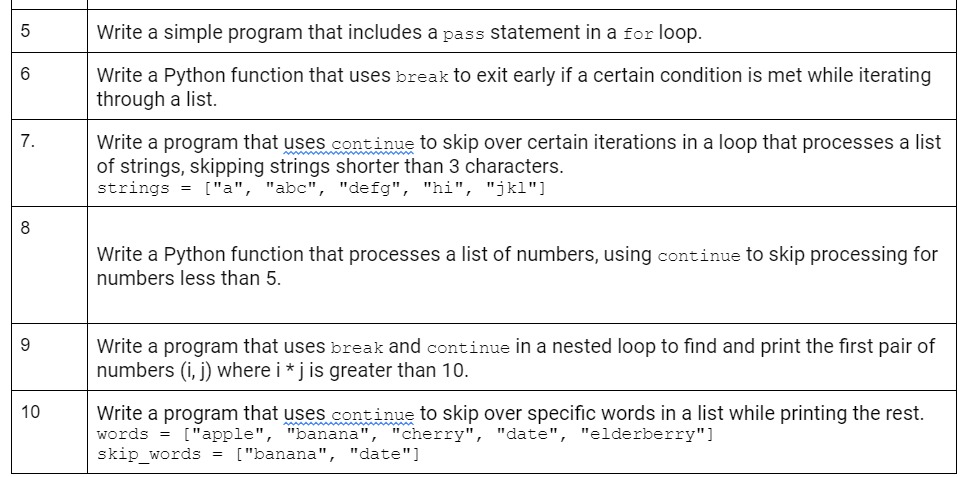 5
Write a simple program that includes a pass statement in a for loop.
6
Write a Python function that uses break to exit early if a certain condition is met while iterating
through a list.
7.
Write a program that uses continue to skip over certain iterations in a loop that processes a list
of strings, skipping strings shorter than 3 characters.
strings = ["a", "abc", "defg", "hi", "jkl"]
8
Write a Python function that processes a list of numbers, using continue to skip processing for
numbers less than 5.
9
Write a program that uses break and continue in a nested loop to find and print the first pair of
numbers (i, j) where i * j is greater than 10.
10
Write a program that uses continue to skip over specific words in a list while printing the rest.
words = ["apple", "banana", "cherry", "date", "elderberry"]
skip_words = ["banana", "date"]